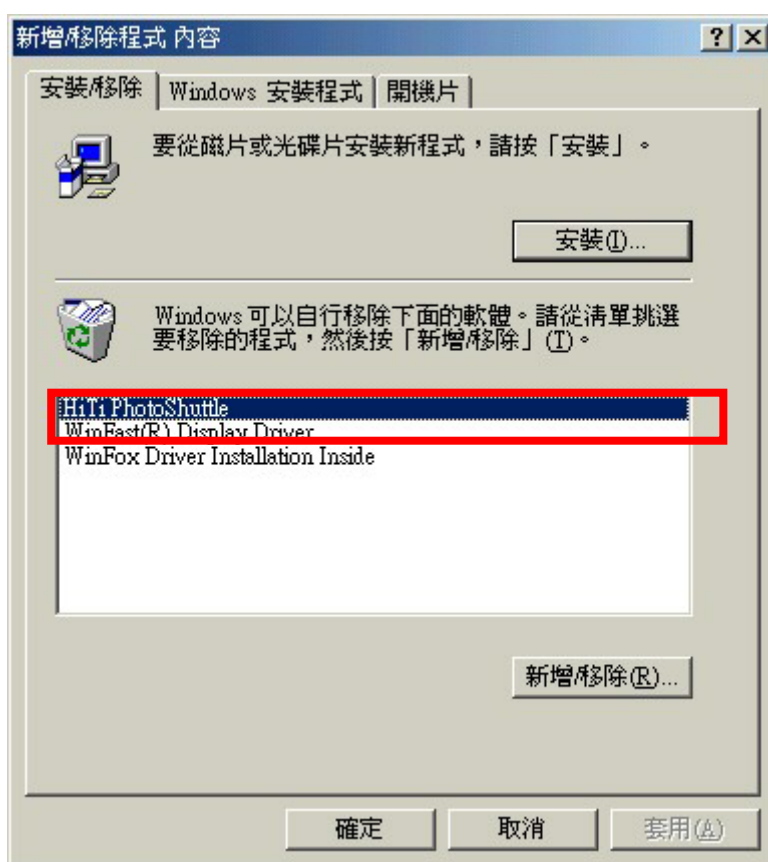 新增/移除程式 內容
安裝/移除
Windows 安裝程式
開機片
要從磁片或光碟片安裝新程式，請按「安裝」。
安裝(I)...
Windows 可以自行移除下面的軟體。請從清單挑選
要移除的程式，然後按「新增/移除」(T)。
HiTi PhotoShuttle
WinFast(R) Display Driver
WinFox Driver Installation Inside
新增/移除(R)...
確定
取消
套用(A)